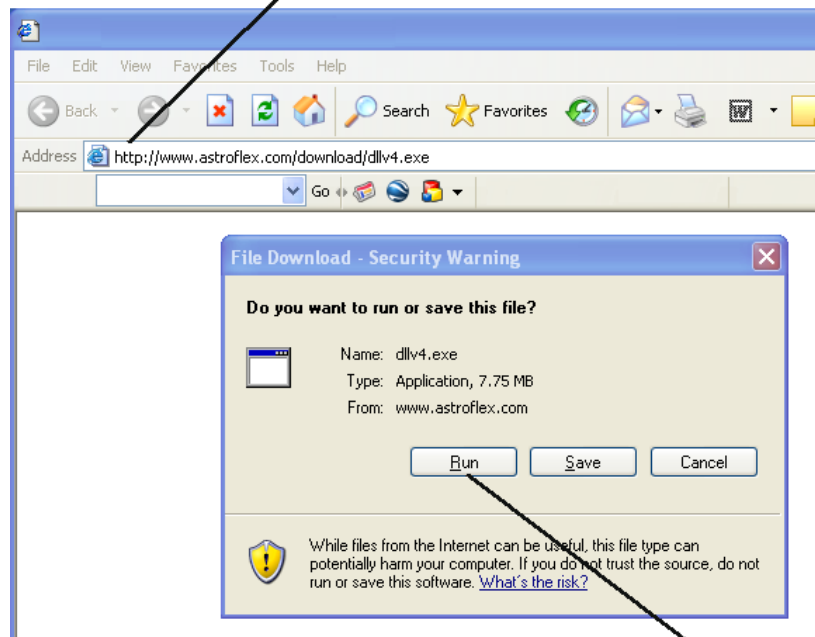 File Edit View Favorites Tools Help
Back Search Favorites
Address http://www.astroflex.com/download/dllv4.exe
Go
File Download - Security Warning
Do you want to run or save this file?
Name: dllv4.exe
Type: Application, 7.75 MB
From: www.astroflex.com
Run Save Cancel
While files from the Internet can be useful, this file type can
potentially harm your computer. If you do not trust the source, do not
run or save this software. What's the risk?